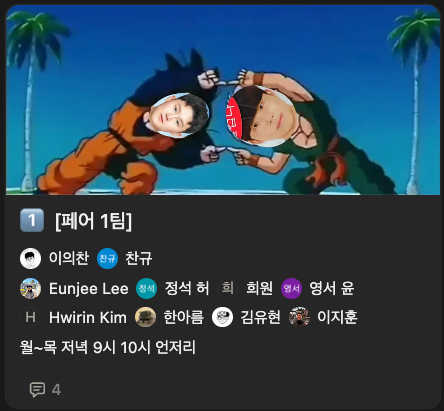 1 [페어 1팀]
이의찬 찬규 찬규
Eunjee Lee 정석 정석 허 희 희원 영서 영서 윤
H Hwirin Kim 한아름 김유현 이지훈
월~목 저녁 9시 10시 언저리
4